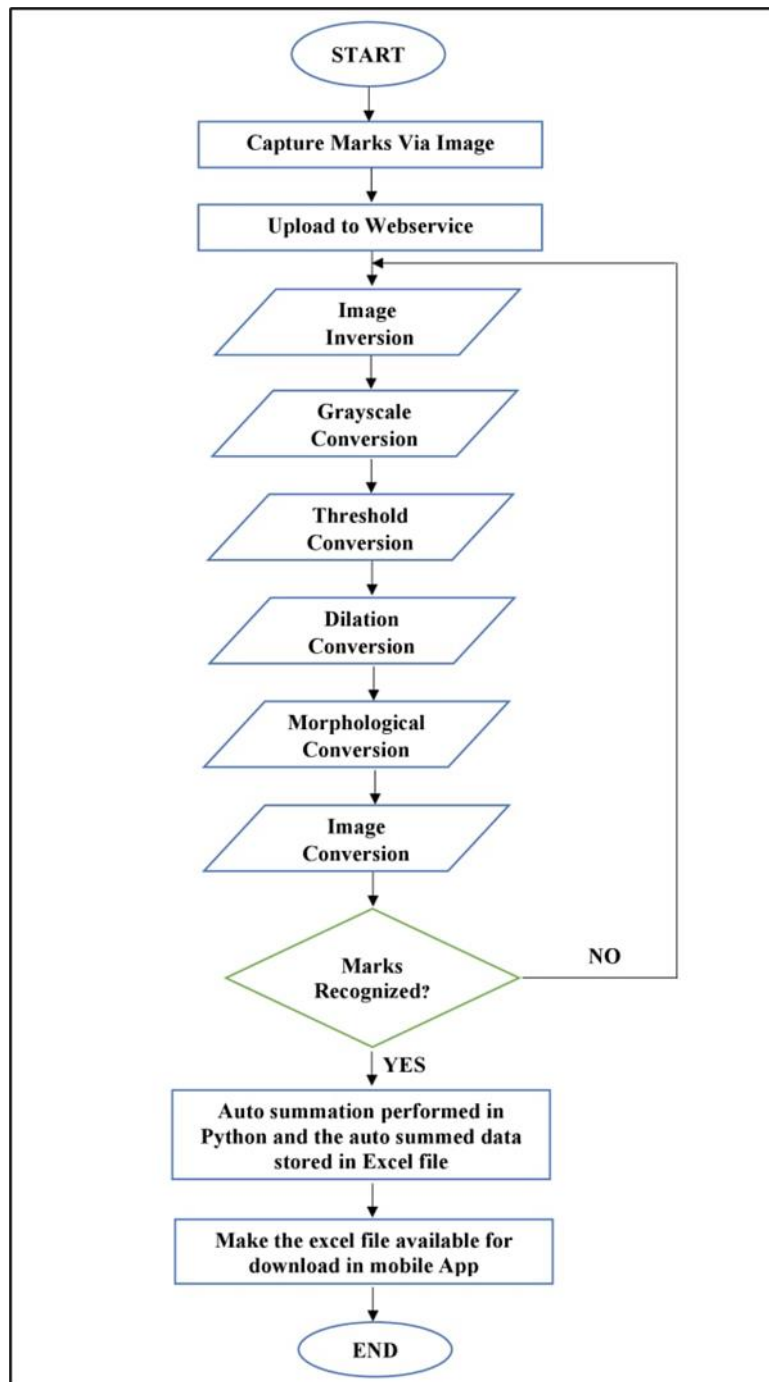 START
Capture Marks Via Image
Upload to Webservice
Image
Inversion
Grayscale
Conversion
Threshold
Conversion
Dilation
Conversion
Morphological
Conversion
Image
Conversion
Marks
Recognized?
NO
YES
Auto summation performed in
Python and the auto summed data
stored in Excel file
Make the excel file available for
download in mobile App
END